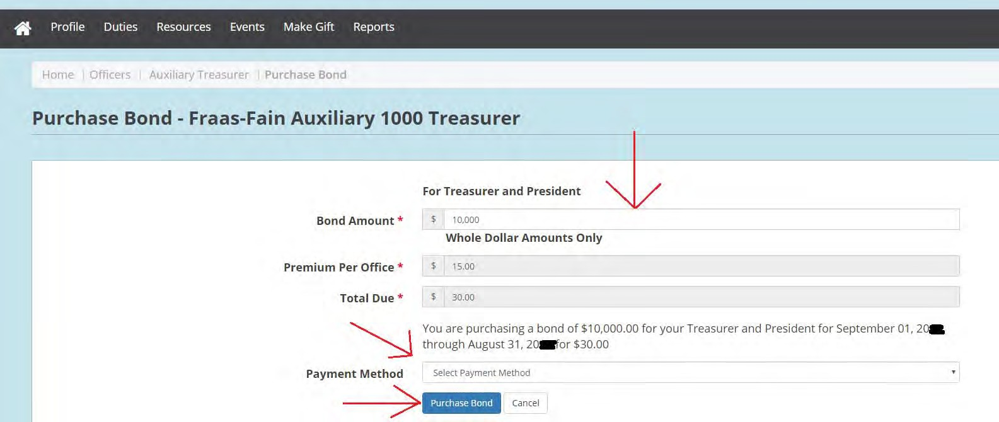 Profile Duties Resources Events Make Gift Reports
Home | Officers | Auxiliary Treasurer | Purchase Bond
Purchase Bond - Fraas-Fain Auxiliary 1000 Treasurer
For Treasurer and President
Bond Amount * $ 10,000
Whole Dollar Amounts Only
Premium Per Office * $ 15.00
Total Due * $ 30.00
You are purchasing a bond of $10,000.00 for your Treasurer and President for September 01, 20
through August 31, 20 for $30.00
Payment Method Select Payment Method
Purchase Bond Cancel